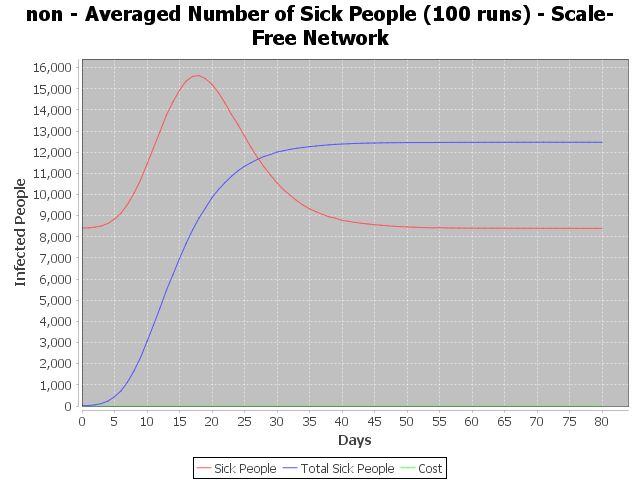 non - Averaged Number of Sick People (100 runs) - Scale-
Free Network
16,000
15,000
14,000
13,000
12,000
11,000
10,000
9,000
8,000
7,000
6,000
5,000
4,000
3,000
2,000
1,000
0
Infected People
0 5 10 15 20 25 30 35 40 45 50 55 60 65 70 75 80
Days
Sick People Total Sick People Cost